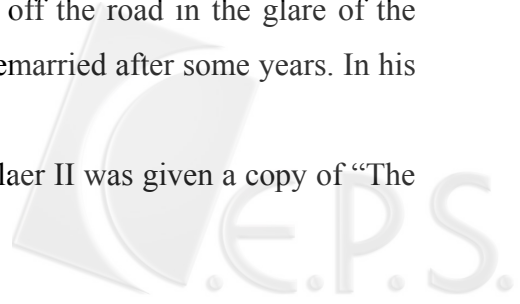 off the road in the glare of the
emarried after some years. In his
laer II was given a copy of “The
C.E.P.S.